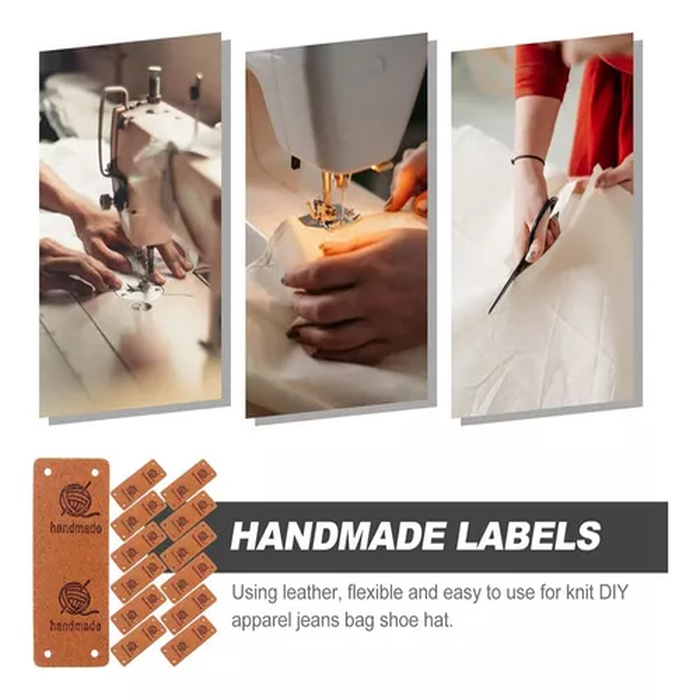 handmade
handmade
HANDMADE LABELS
Using leather, flexible and easy to use for knit DIY
apparel jeans bag shoe hat.